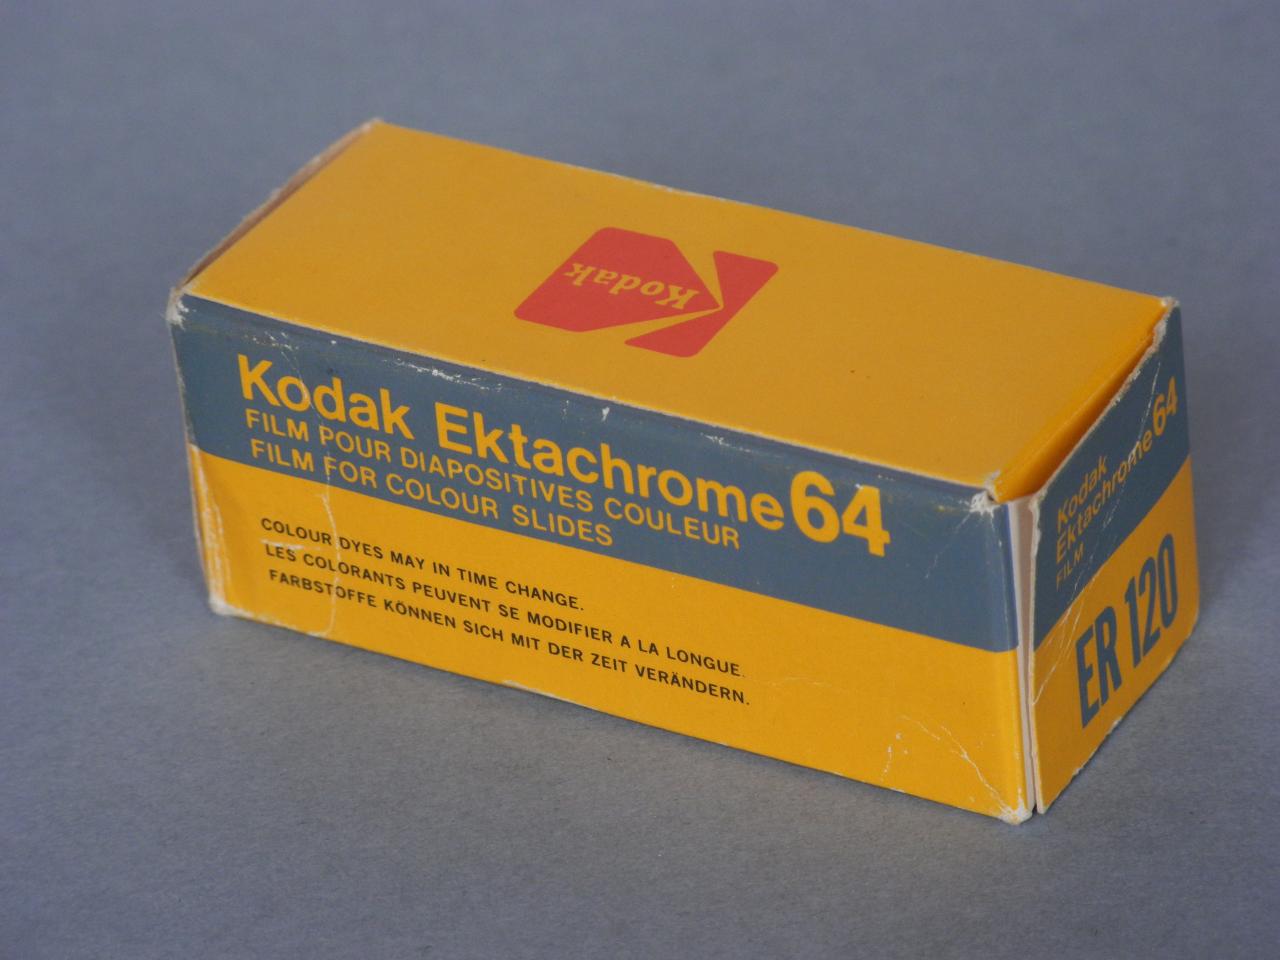 Kodak
Kodak Ektachrome 64
FILM POUR DIAPOSITIVES COULEUR
FILM FOR COLOUR SLIDES
COLOUR DYES MAY IN TIME CHANGE.
LES COLORANTS PEUVENT SE MODIFIER A LA LONGUE.
FARBSTOFFE KÖNNEN SICH MIT DER ZEIT VERÄNDERN.
Kodak
Ektachrome 64
FILM
ER 120